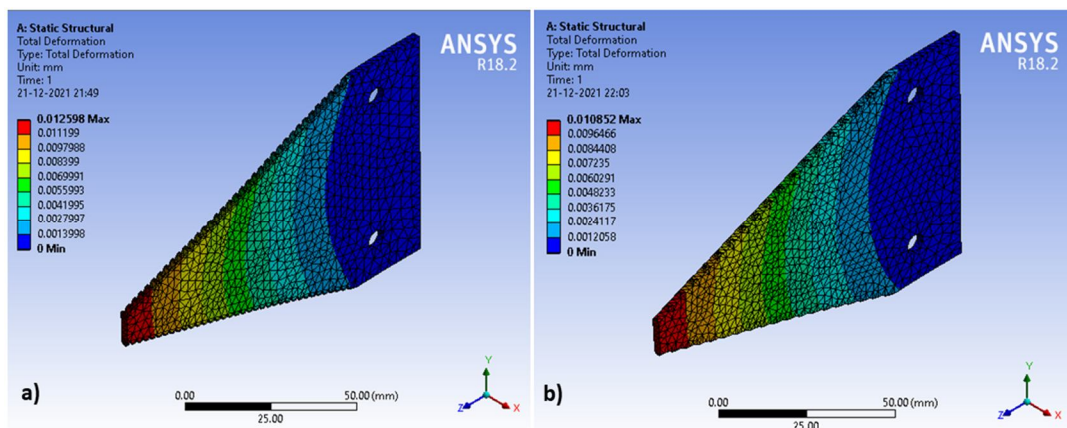 A: Static Structural
Total Deformation
Type: Total Deformation
Unit: mm
Time: 1
21-12-2021 21:49
ANSYS
R18.2
0.012598 Max
0.011199
0.0097988
0.008399
0.0069991
0.0055993
0.0041995
0.0027997
0.0013998
0 Min
a)
0.00
50.00 (mm)
25.00
Y
Z
X
A: Static Structural
Total Deformation
Type: Total Deformation
Unit: mm
Time: 1
21-12-2021 22:03
ANSYS
R18.2
0.010852 Max
0.0096466
0.0084408
0.007235
0.0060291
0.0048233
0.0036175
0.0024117
0.0012058
0 Min
b)
0.00
50.00 (mm)
25.00
Y
Z
X